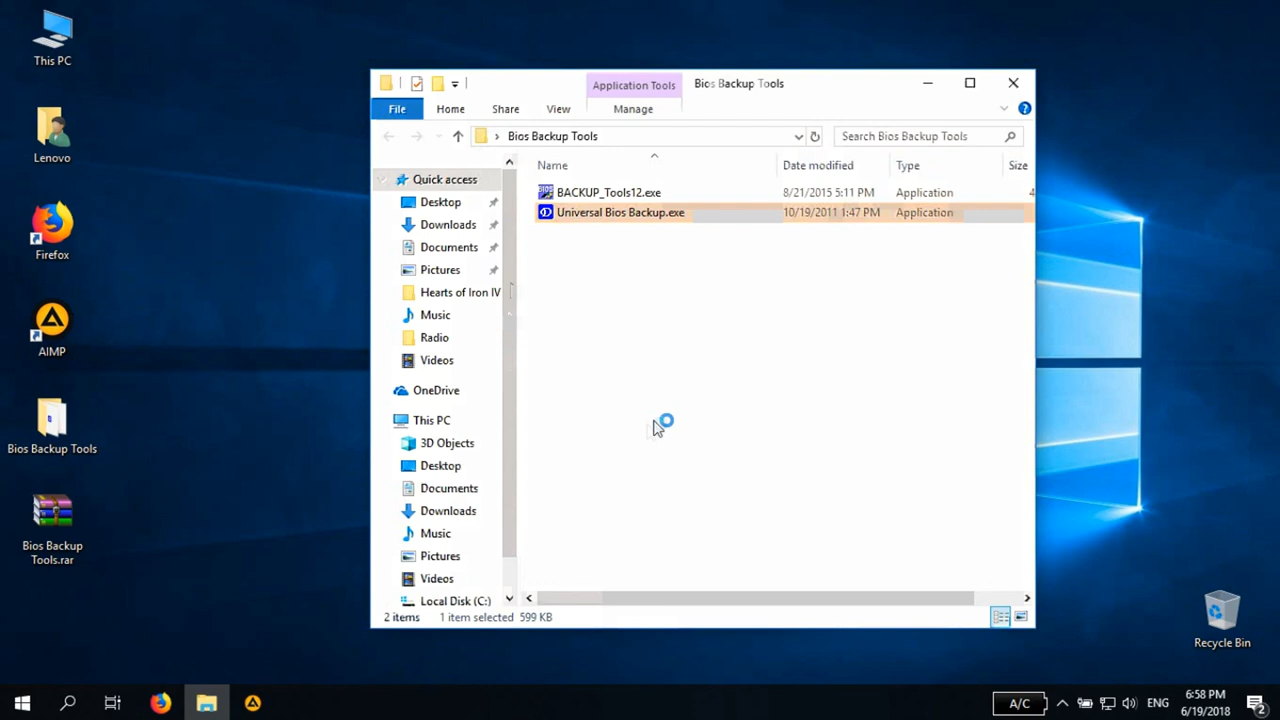 This PC
Lenovo
Firefox
AIMP
Bios Backup Tools
Bios Backup
Tools.rar
Application Tools
Bios Backup Tools
File
Home
Share
View
Manage
Bios Backup Tools
Search Bios Backup Tools
Name
Date modified
Type
Size
BACKUP_Tools12.exe
8/21/2015 5:11 PM
Application
4
Universal Bios Backup.exe
10/19/2011 1:47 PM
Application
Quick access
Desktop
Downloads
Documents
Pictures
Hearts of Iron IV
Music
Radio
Videos
OneDrive
This PC
3D Objects
Desktop
Documents
Downloads
Music
Pictures
Videos
Local Disk (C:)
2 items
1 item selected
599 KB
Recycle Bin
A/C
ENG
6:58 PM
6/19/2018
2